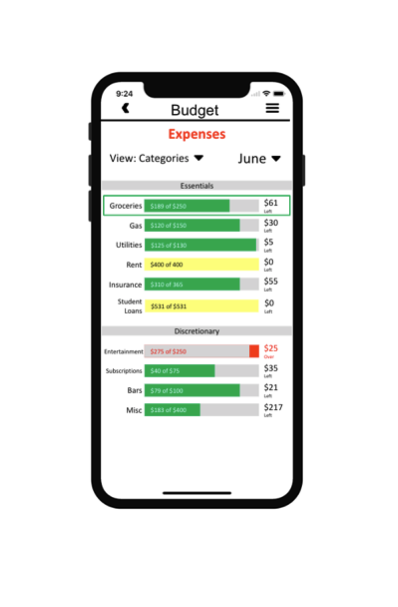 9:24
Budget
Expenses
View: Categories
June
Essentials
Groceries $189 of $250 $61 Left
Gas $120 of $150 $30 Left
Utilities $125 of $130 $5 Left
Rent $400 of 400 $0 Left
Insurance $310 of 365 $55 Left
Student Loans $531 of $531 $0 Left
Discretionary
Entertainment $275 of $250 $25 Over
Subscriptions $40 of $75 $35 Left
Bars $79 of $100 $21 Left
Misc $183 of $400 $217 Left